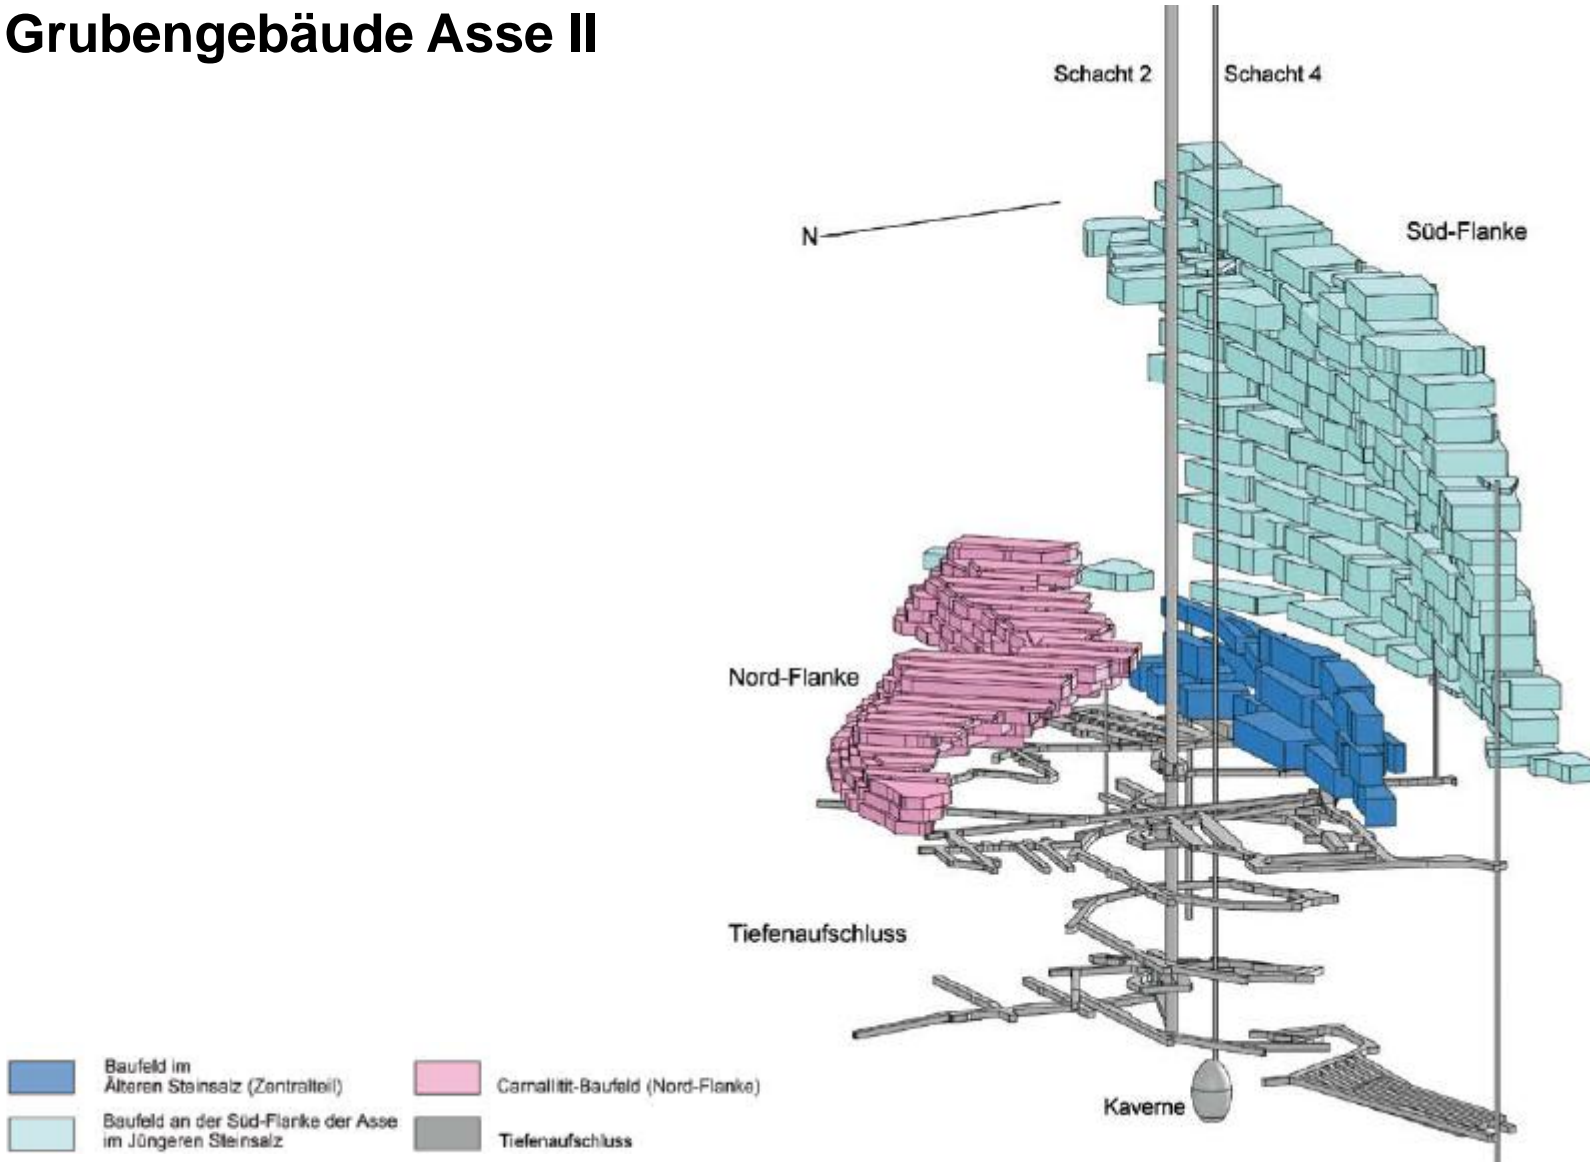 Grubengebäude Asse II
Schacht 2
Schacht 4
N
Süd-Flanke
Nord-Flanke
Tiefenaufschluss
Kaverne
Baufeld im
Älteren Steinsalz (Zentralteil)
Baufeld an der Süd-Flanke der Asse
im Jüngeren Steinsalz
Carnallitit-Baufeld (Nord-Flanke)
Tiefenaufschluss